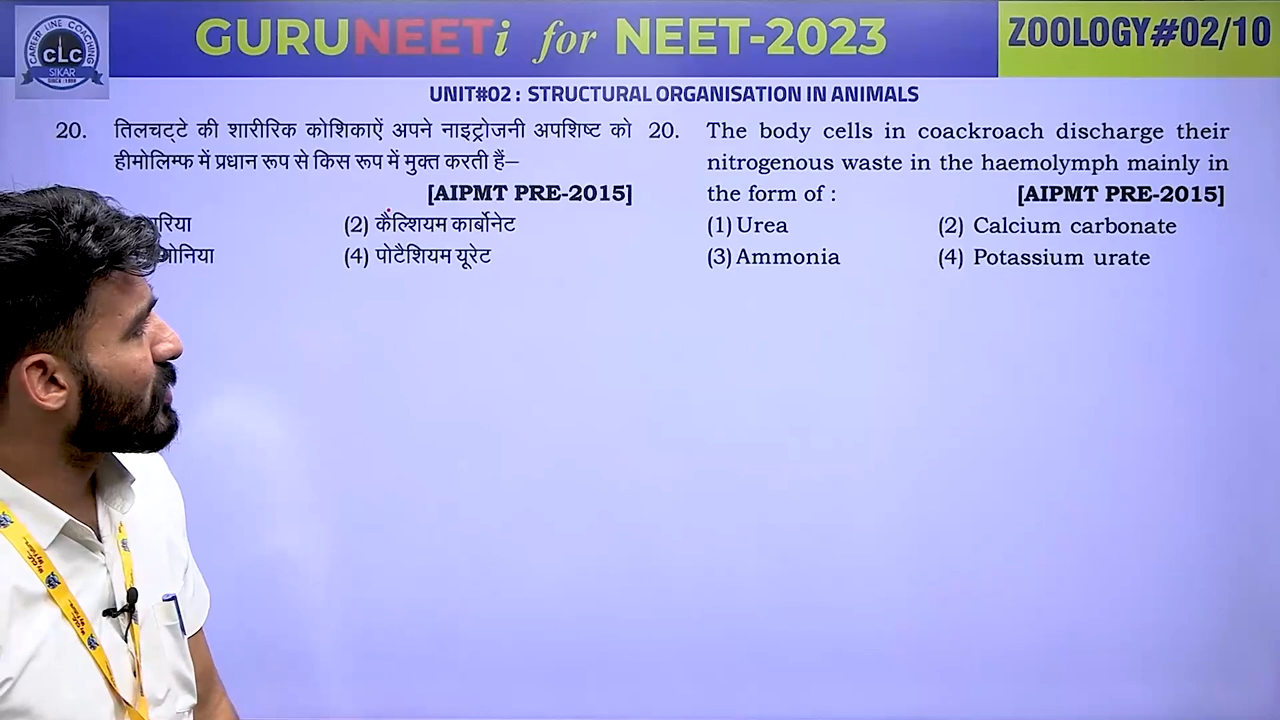 CAREER LINE COACHING
CLC
SIKAR
SINCE : 1996
GURUNEETi for NEET-2023
ZOOLOGY#02/10
UNIT#02 : STRUCTURAL ORGANISATION IN ANIMALS
20. तिलचट्टे की शारीरिक कोशिकाऐं अपने नाइट्रोजनी अपशिष्ट को
हीमोलिम्फ में प्रधान रूप से किस रूप में मुक्त करती हैं–
[AIPMT PRE-2015]
(2) कैल्शियम कार्बोनेट
(4) पोटैशियम यूरेट
20. The body cells in coackroach discharge their
nitrogenous waste in the haemolymph mainly in
the form of : [AIPMT PRE-2015]
(1) Urea (2) Calcium carbonate
(3) Ammonia (4) Potassium urate